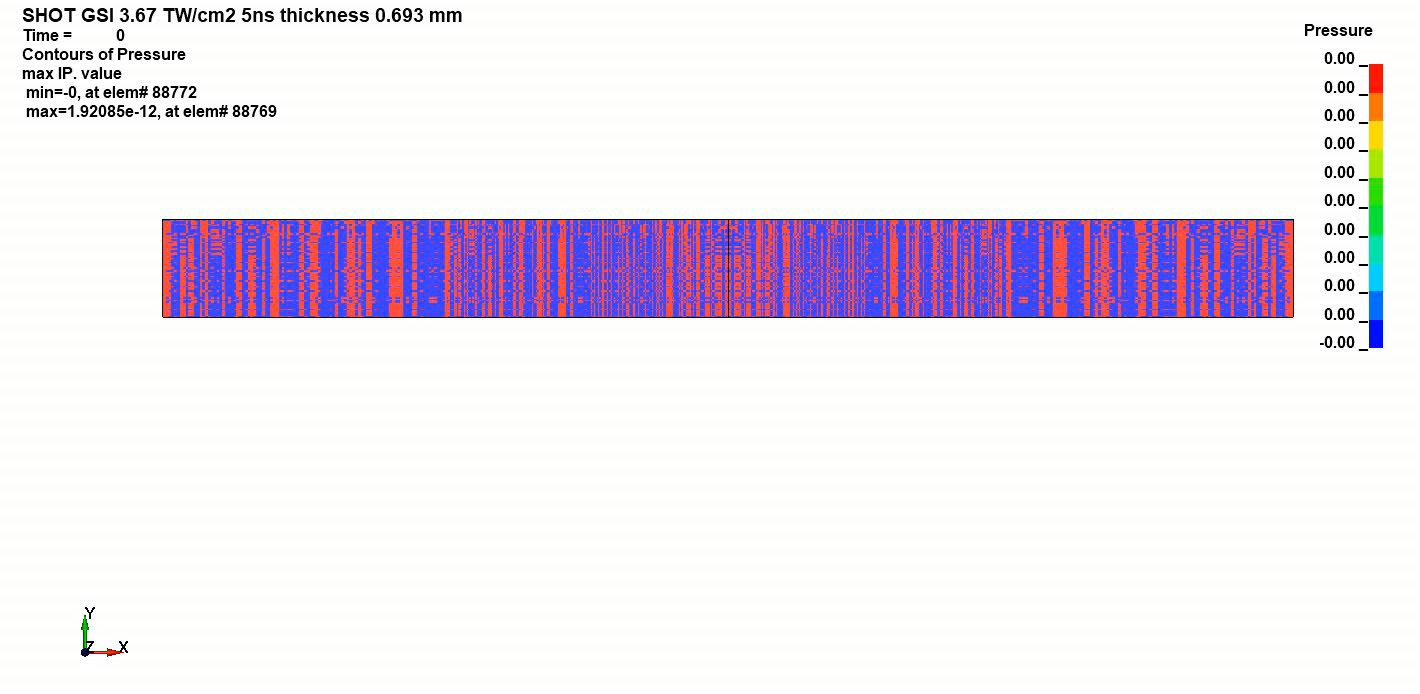 SHOT GSI 3.67 TW/cm2 5ns thickness 0.693 mm
Time = 0
Contours of Pressure
max IP. value
min=-0, at elem# 88772
max=1.92085e-12, at elem# 88769
Pressure
0.00
0.00
0.00
0.00
0.00
0.00
0.00
0.00
0.00
0.00
-0.00
Y
Z
X